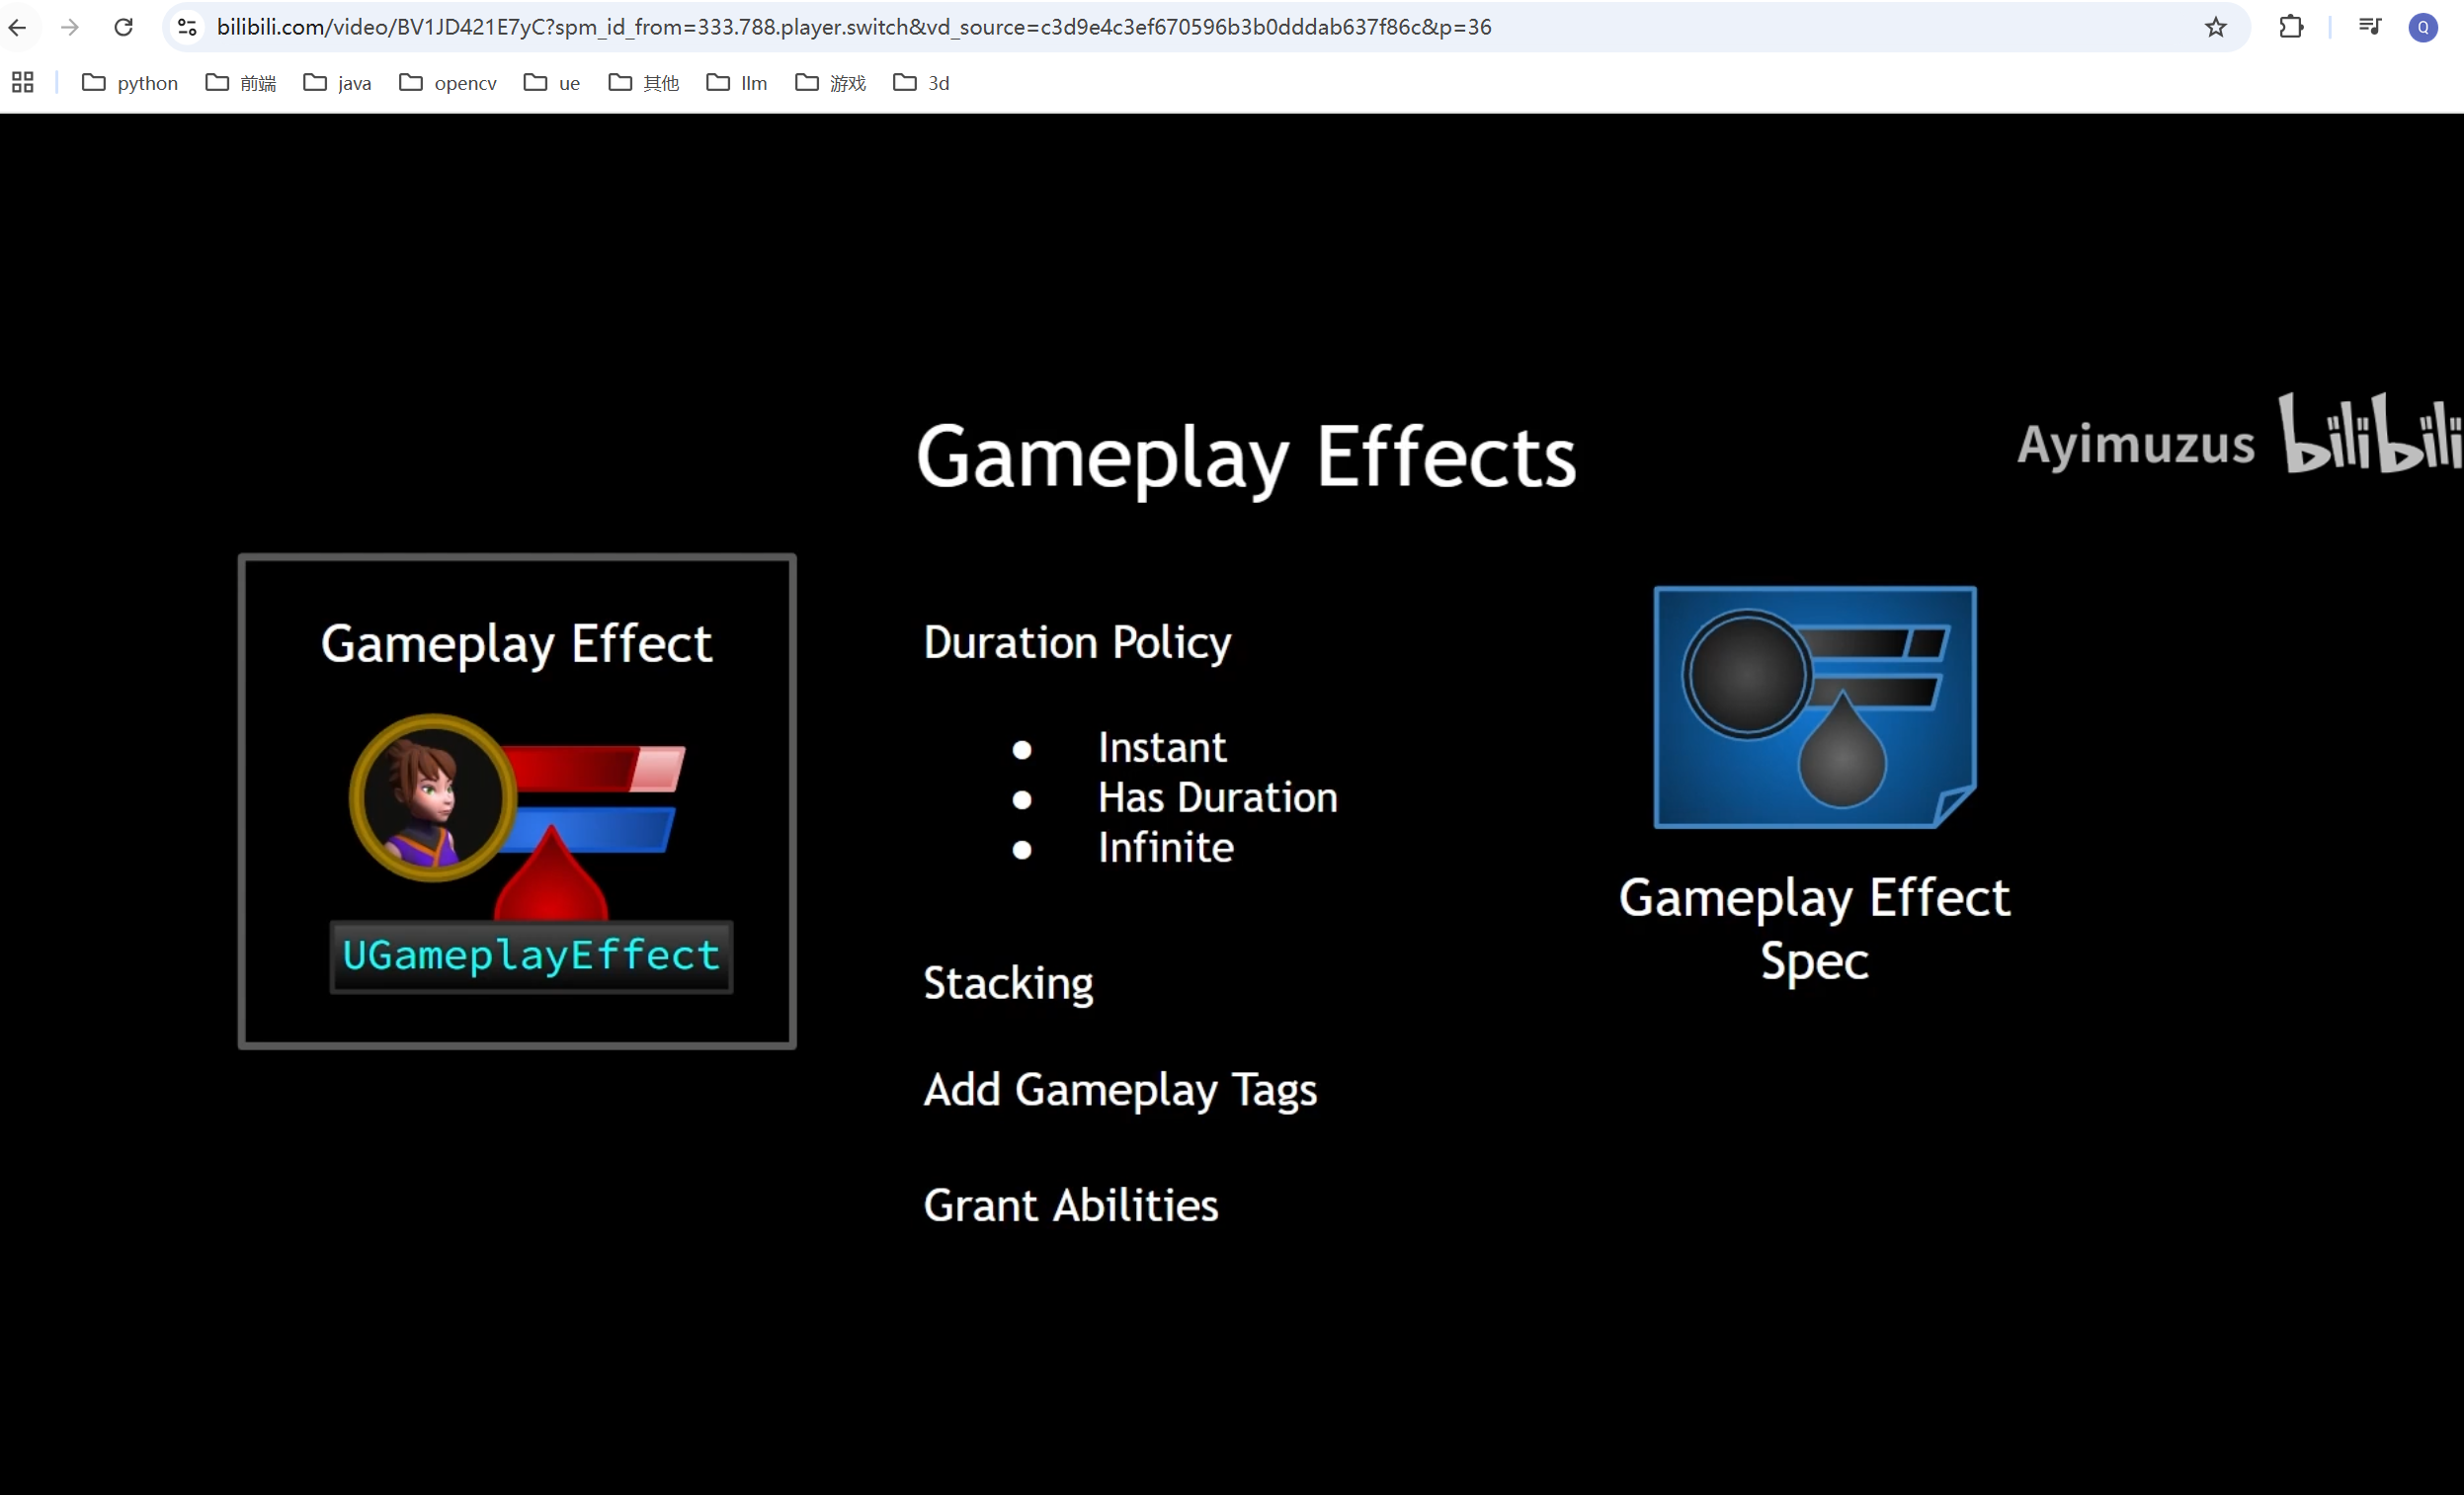 bilibili.com/video/BV1JD421E7yC?spm_id_from=333.788.player.switch&vd_source=c3d9e4c3ef670596b3b0dddab637f86c&p=36
Q
python 前端 java opencv ue 其他 llm 游戏 3d
Gameplay Effects
Ayimuzus bilibili
Gameplay Effect
UGameplayEffect
Duration Policy
● Instant
● Has Duration
● Infinite
Stacking
Add Gameplay Tags
Grant Abilities
Gameplay Effect
Spec